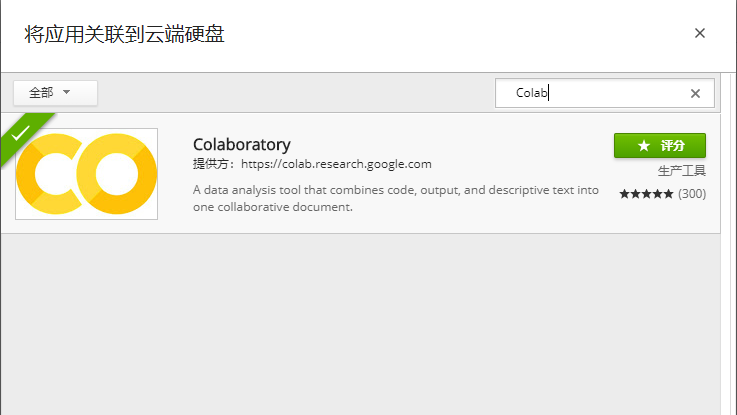 将应用关联到云端硬盘
全部
Colab
Colaboratory
提供方：https://colab.research.google.com
A data analysis tool that combines code, output, and descriptive text into
one collaborative document.
评分
生产工具
(300)